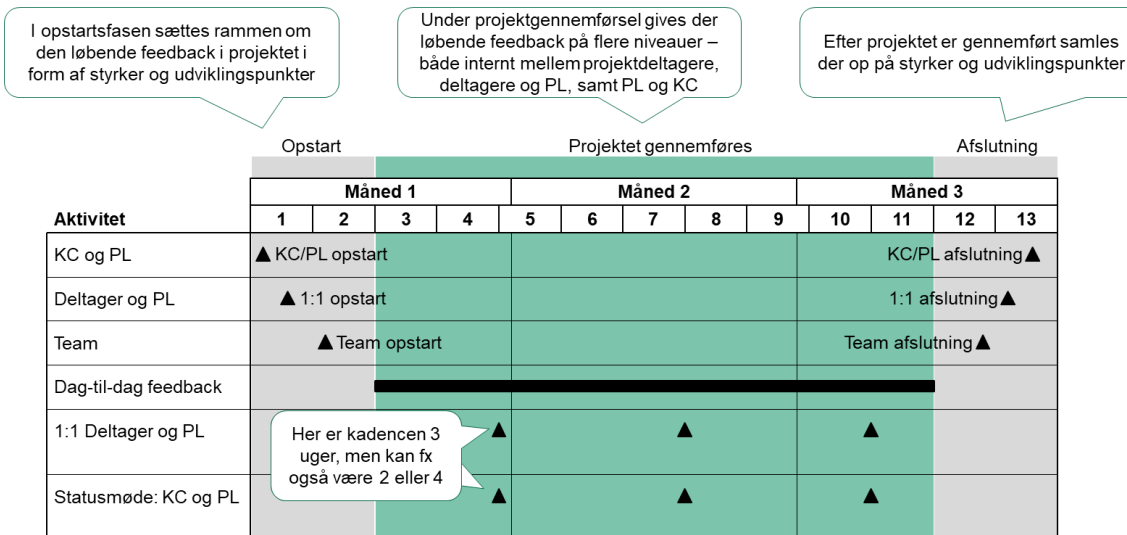 I opstartsfasen sættes rammen om
den løbende feedback i projektet i
form af styrker og udviklingspunkter
Under projektgennemførsel gives der
løbende feedback på flere niveauer –
både internt mellem projektdeltagere,
deltagere og PL, samt PL og KC
Efter projektet er gennemført samles
der op på styrker og udviklingspunkter
Opstart
Projektet gennemføres
Afslutning
Måned 1
Måned 2
Måned 3
Aktivitet
1 2 3 4 5 6 7 8 9 10 11 12 13
KC og PL
KC/PL opstart
KC/PL afslutning
Deltager og PL
1:1 opstart
1:1 afslutning
Team
Team opstart
Team afslutning
Dag-til-dag feedback
1:1 Deltager og PL
Her er kadencen 3
uger, men kan fx
også være 2 eller 4
Statusmøde: KC og PL